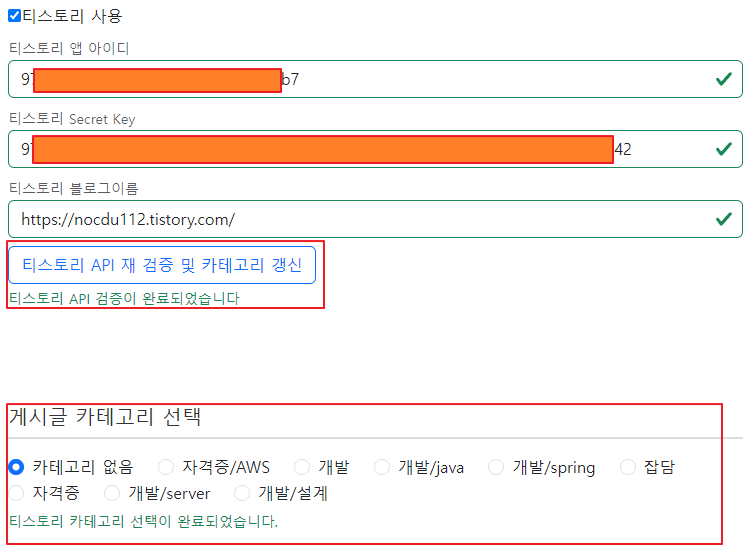 티스토리 사용
티스토리 앱 아이디
97 b7
티스토리 Secret Key
97 42
티스토리 블로그이름
https://nocdu112.tistory.com/
티스토리 API 재 검증 및 카테고리 갱신
티스토리 API 검증이 완료되었습니다
게시글 카테고리 선택
카테고리 없음 자격증/AWS 개발 개발/java 개발/spring 잡담
자격증 개발/server 개발/설계
티스토리 카테고리 선택이 완료되었습니다.